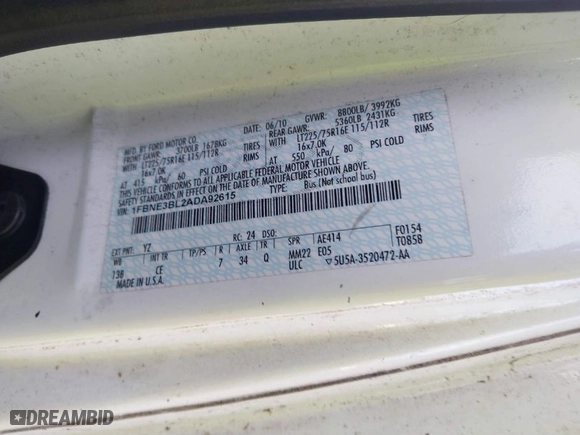 MFD. BY FORD MOTOR CO.
DATE: 06/10 GVWR: 8800LB/ 3992KG
FRONT GAWR: 3700LB 1678KG REAR GAWR: 5360LB 2431KG
WITH LT225/75R16E 115/112R TIRES WITH LT225/75R16E 115/112R TIRES
16x7.0K RIMS 16x7.0K RIMS
AT 415 kPa/ 60 PSI COLD AT 550 kPa/ 80 PSI COLD
THIS VEHICLE CONFORMS TO ALL APPLICABLE FEDERAL MOTOR VEHICLE
SAFETY STANDARDS IN EFFECT ON THE DATE OF MANUFACTURE SHOWN ABOVE.
1FBNE3BL2ADA92615 TYPE: Bus(Not School Bus)
EXT PNT: YZ RC: 24 DSO: F0154
WB INT TR TP/PS R AXLE TR SPR AE414 T0858
138 CE 7 34 Q MM22 E05
MADE IN U.S.A. ULC 5U5A-3520472-AA
DREAMBID